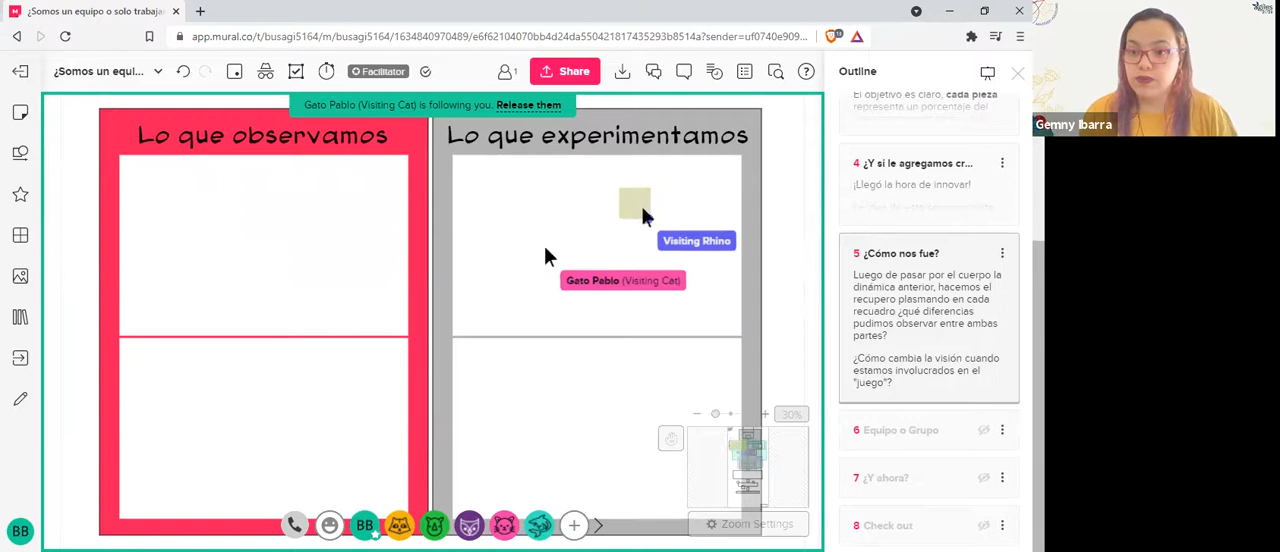 ¿Somos un equipo o solo trabajar
app.mural.co/t/busagi5164/m/busagi5164/1634840970489/e6f62104070bb4d24da550421817435293b8514a?sender=uf0740e909...
¿Somos un equi...
Facilitator
1
Share
Gato Pablo (Visiting Cat) is following you. Release them
Lo que observamos
Lo que experimentamos
Visiting Rhino
Gato Pablo (Visiting Cat)
30%
Zoom Settings
BB
BB
Outline
El objetivo es claro, cada pieza
representa un porcentaje del
4 ¿Y sí le agregamos cr...
¡Llegó la hora de innovar!
5 ¿Cómo nos fue?
Luego de pasar por el cuerpo la
dinámica anterior, hacemos el
recupero plasmando en cada
recuadro ¿qué diferencias
pudimos observar entre ambas
partes?
¿Cómo cambia la visión cuando
estamos involucrados en el
"juego"?
6 Equipo o Grupo
7 ¿Y ahora?
8 Check out
Gemny Ibarra